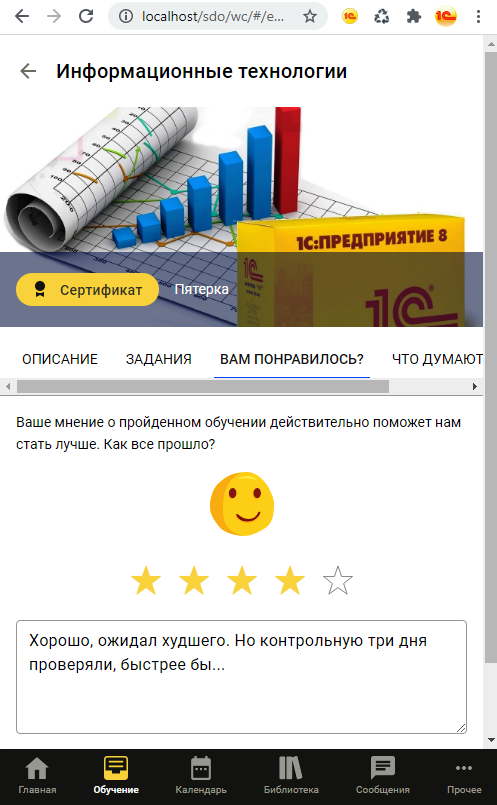 localhost/sdo/wc/#/e...
Информационные технологии
1С:ПРЕДПРИЯТИЕ 8
1С
Сертификат
Пятерка
ОПИСАНИЕ
ЗАДАНИЯ
ВАМ ПОНРАВИЛОСЬ?
ЧТО ДУМАЮТ
Ваше мнение о пройденном обучении действительно поможет нам
стать лучше. Как все прошло?
Хорошо, ожидал худшего. Но контрольную три дня
проверяли, быстрее бы...
Главная
Обучение
Календарь
Библиотека
Сообщения
Прочее